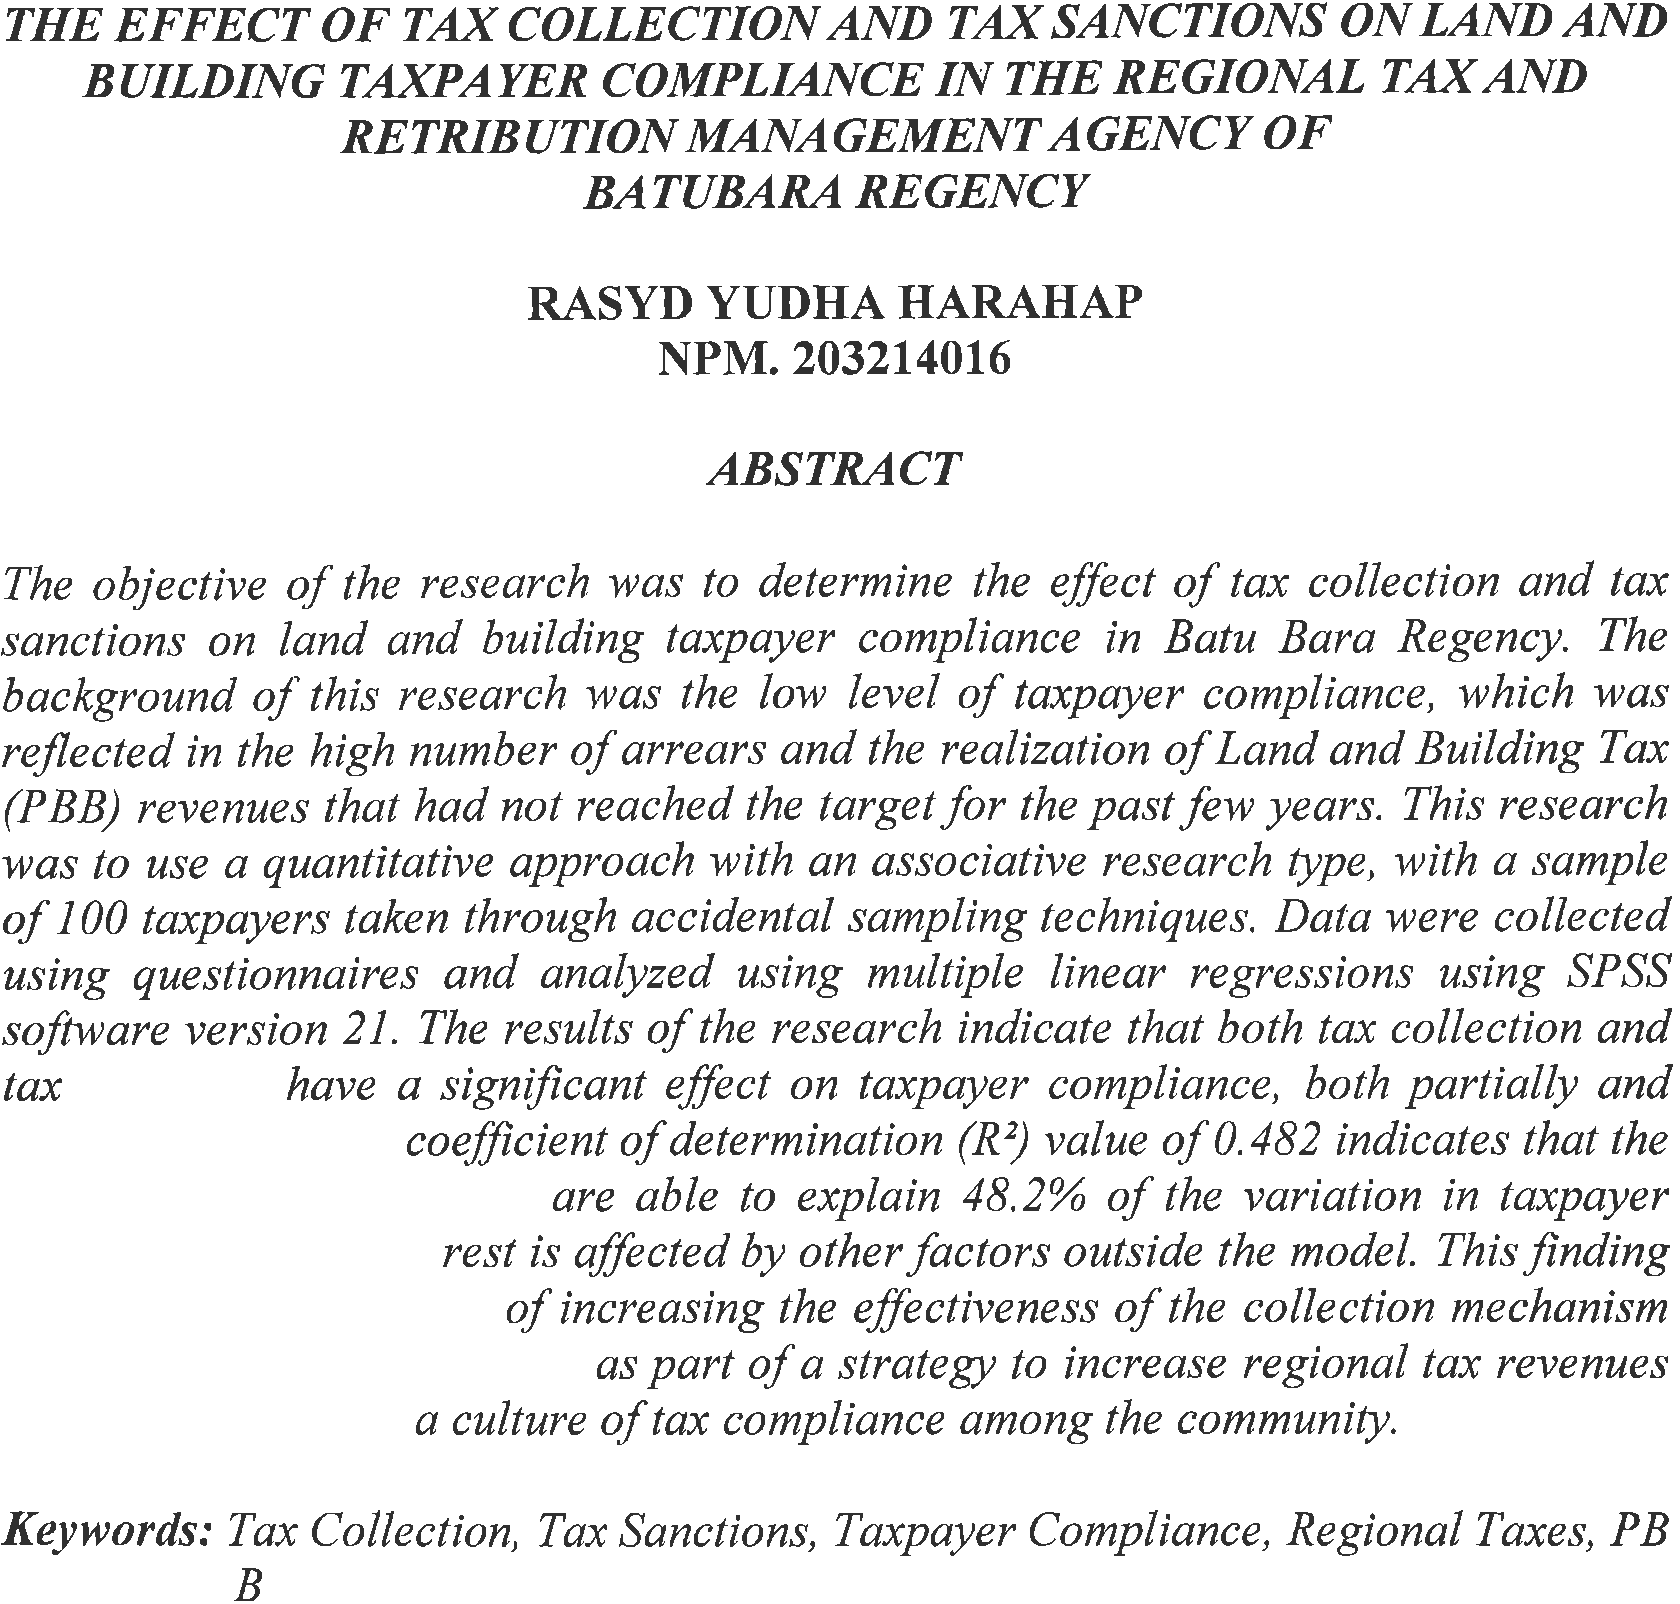 THE EFFECT OF TAX COLLECTION AND TAX SANCTIONS ON LAND AND
BUILDING TAXPAYER COMPLIANCE IN THE REGIONAL TAX AND
RETRIBUTION MANAGEMENT AGENCY OF
BATUBARA REGENCY
RASYD YUDHA HARAHAP
NPM. 203214016
ABSTRACT
The objective of the research was to determine the effect of tax collection and tax
sanctions on land and building taxpayer compliance in Batu Bara Regency. The
background of this research was the low level of taxpayer compliance, which was
reflected in the high number of arrears and the realization of Land and Building Tax
(PBB) revenues that had not reached the target for the past few years. This research
was to use a quantitative approach with an associative research type, with a sample
of 100 taxpayers taken through accidental sampling techniques. Data were collected
using questionnaires and analyzed using multiple linear regressions using SPSS
software version 21. The results of the research indicate that both tax collection and
tax have a significant effect on taxpayer compliance, both partially and
coefficient of determination (R²) value of 0.482 indicates that the
are able to explain 48.2% of the variation in taxpayer
rest is affected by other factors outside the model. This finding
of increasing the effectiveness of the collection mechanism
as part of a strategy to increase regional tax revenues
a culture of tax compliance among the community.
Keywords: Tax Collection, Tax Sanctions, Taxpayer Compliance, Regional Taxes, PB
B